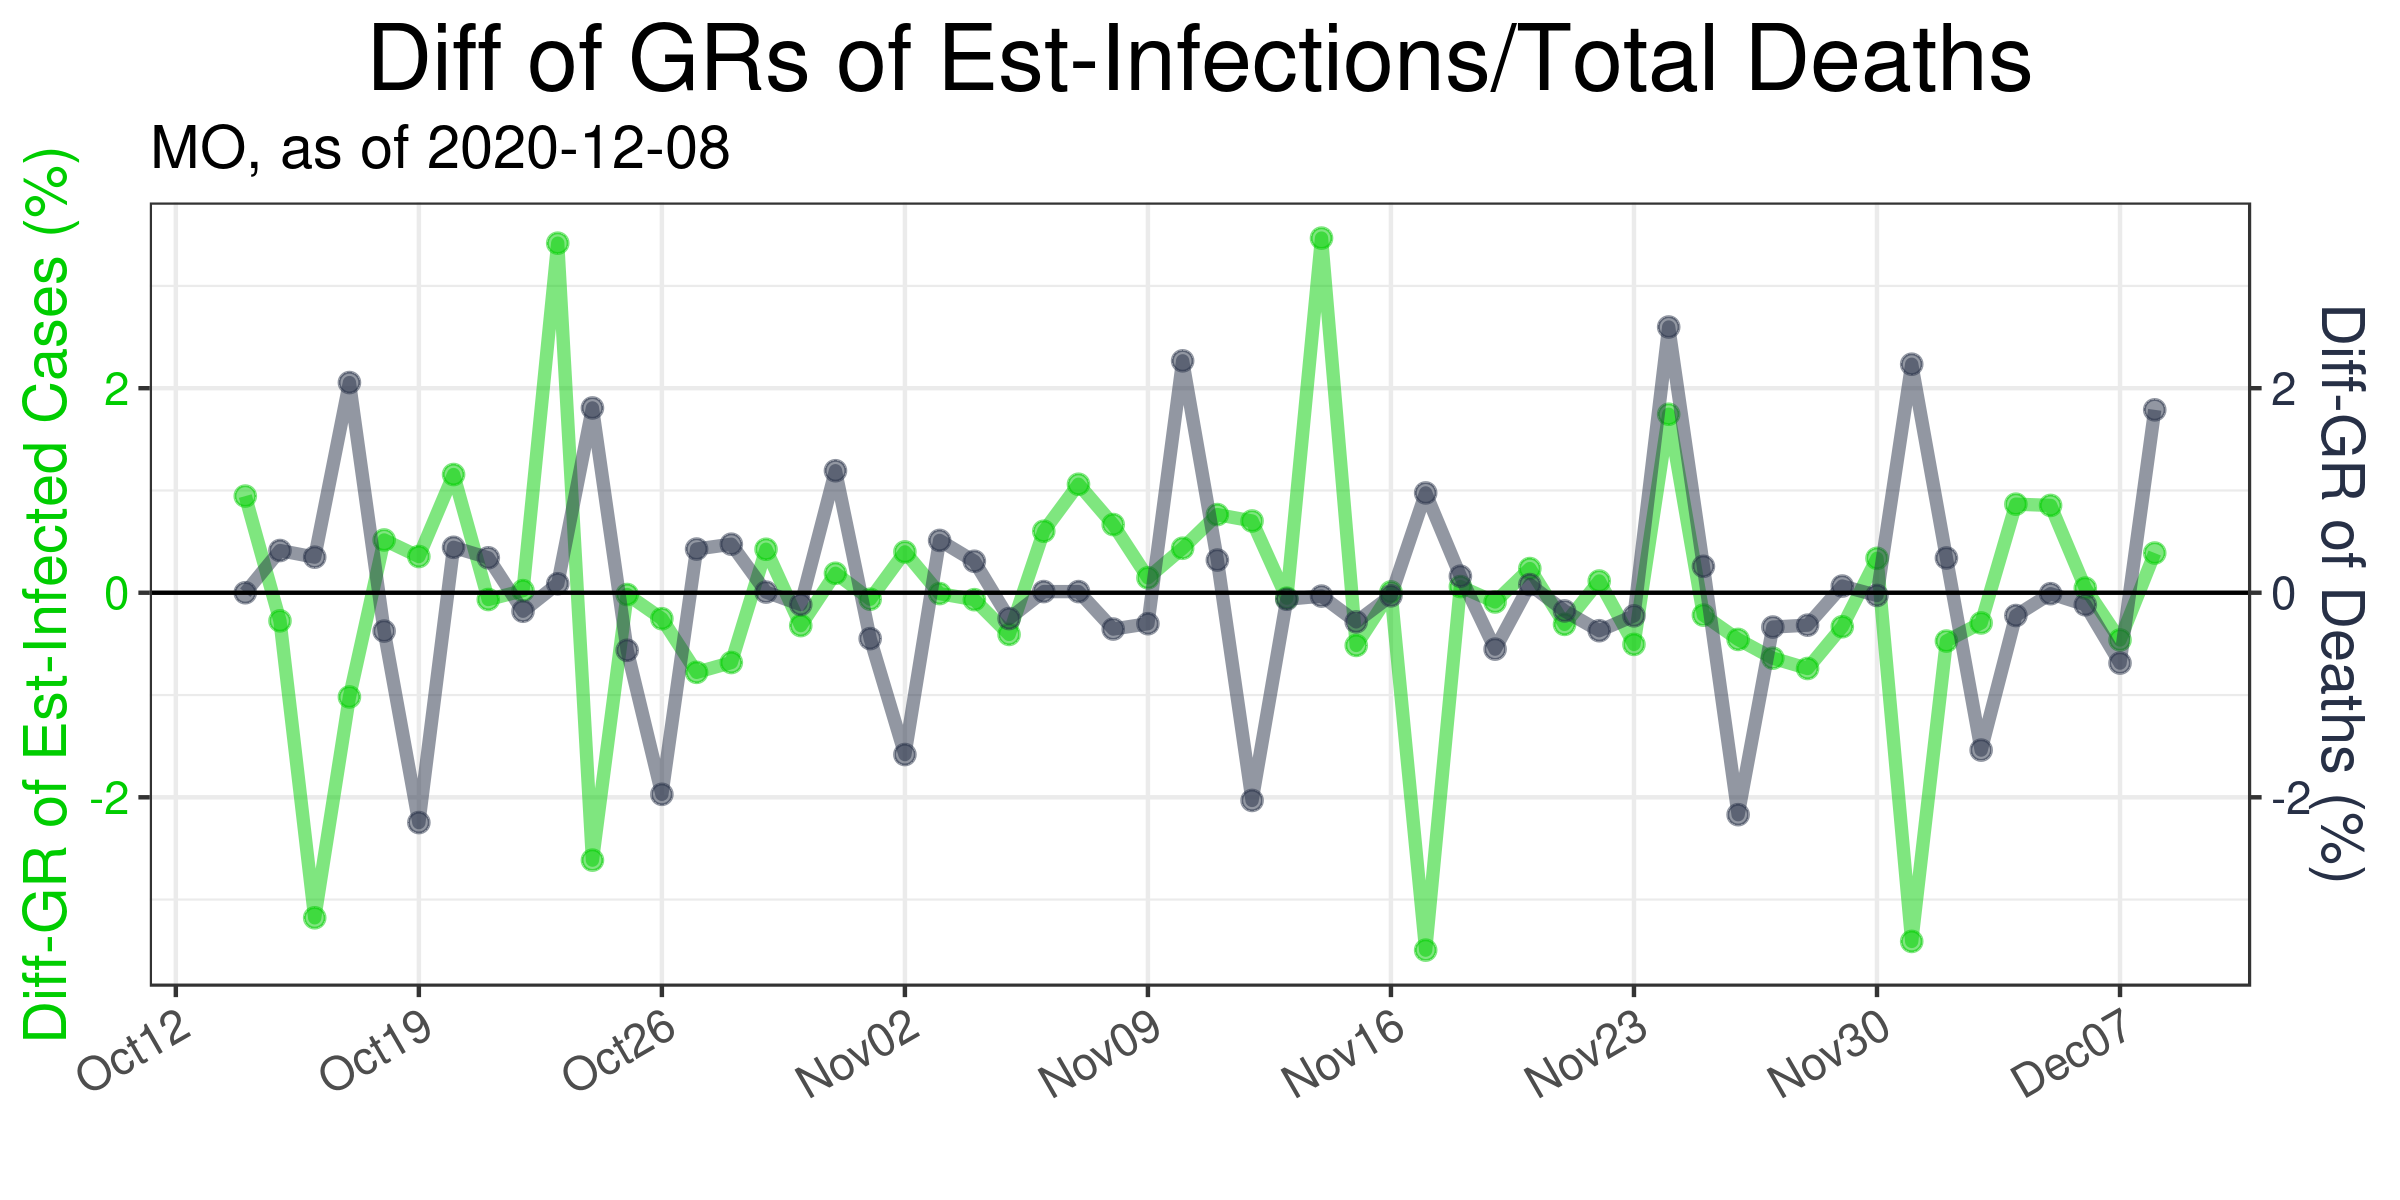 Diff of GRs of Est-Infections/Total Deaths
MO, as of 2020-12-08
Diff-GR of Est-Infected Cases (%)
2
0
-2
2
0
-2
Diff-GR of Deaths (%)
Oct12
Oct19
Oct26
Nov02
Nov09
Nov16
Nov23
Nov30
Dec07